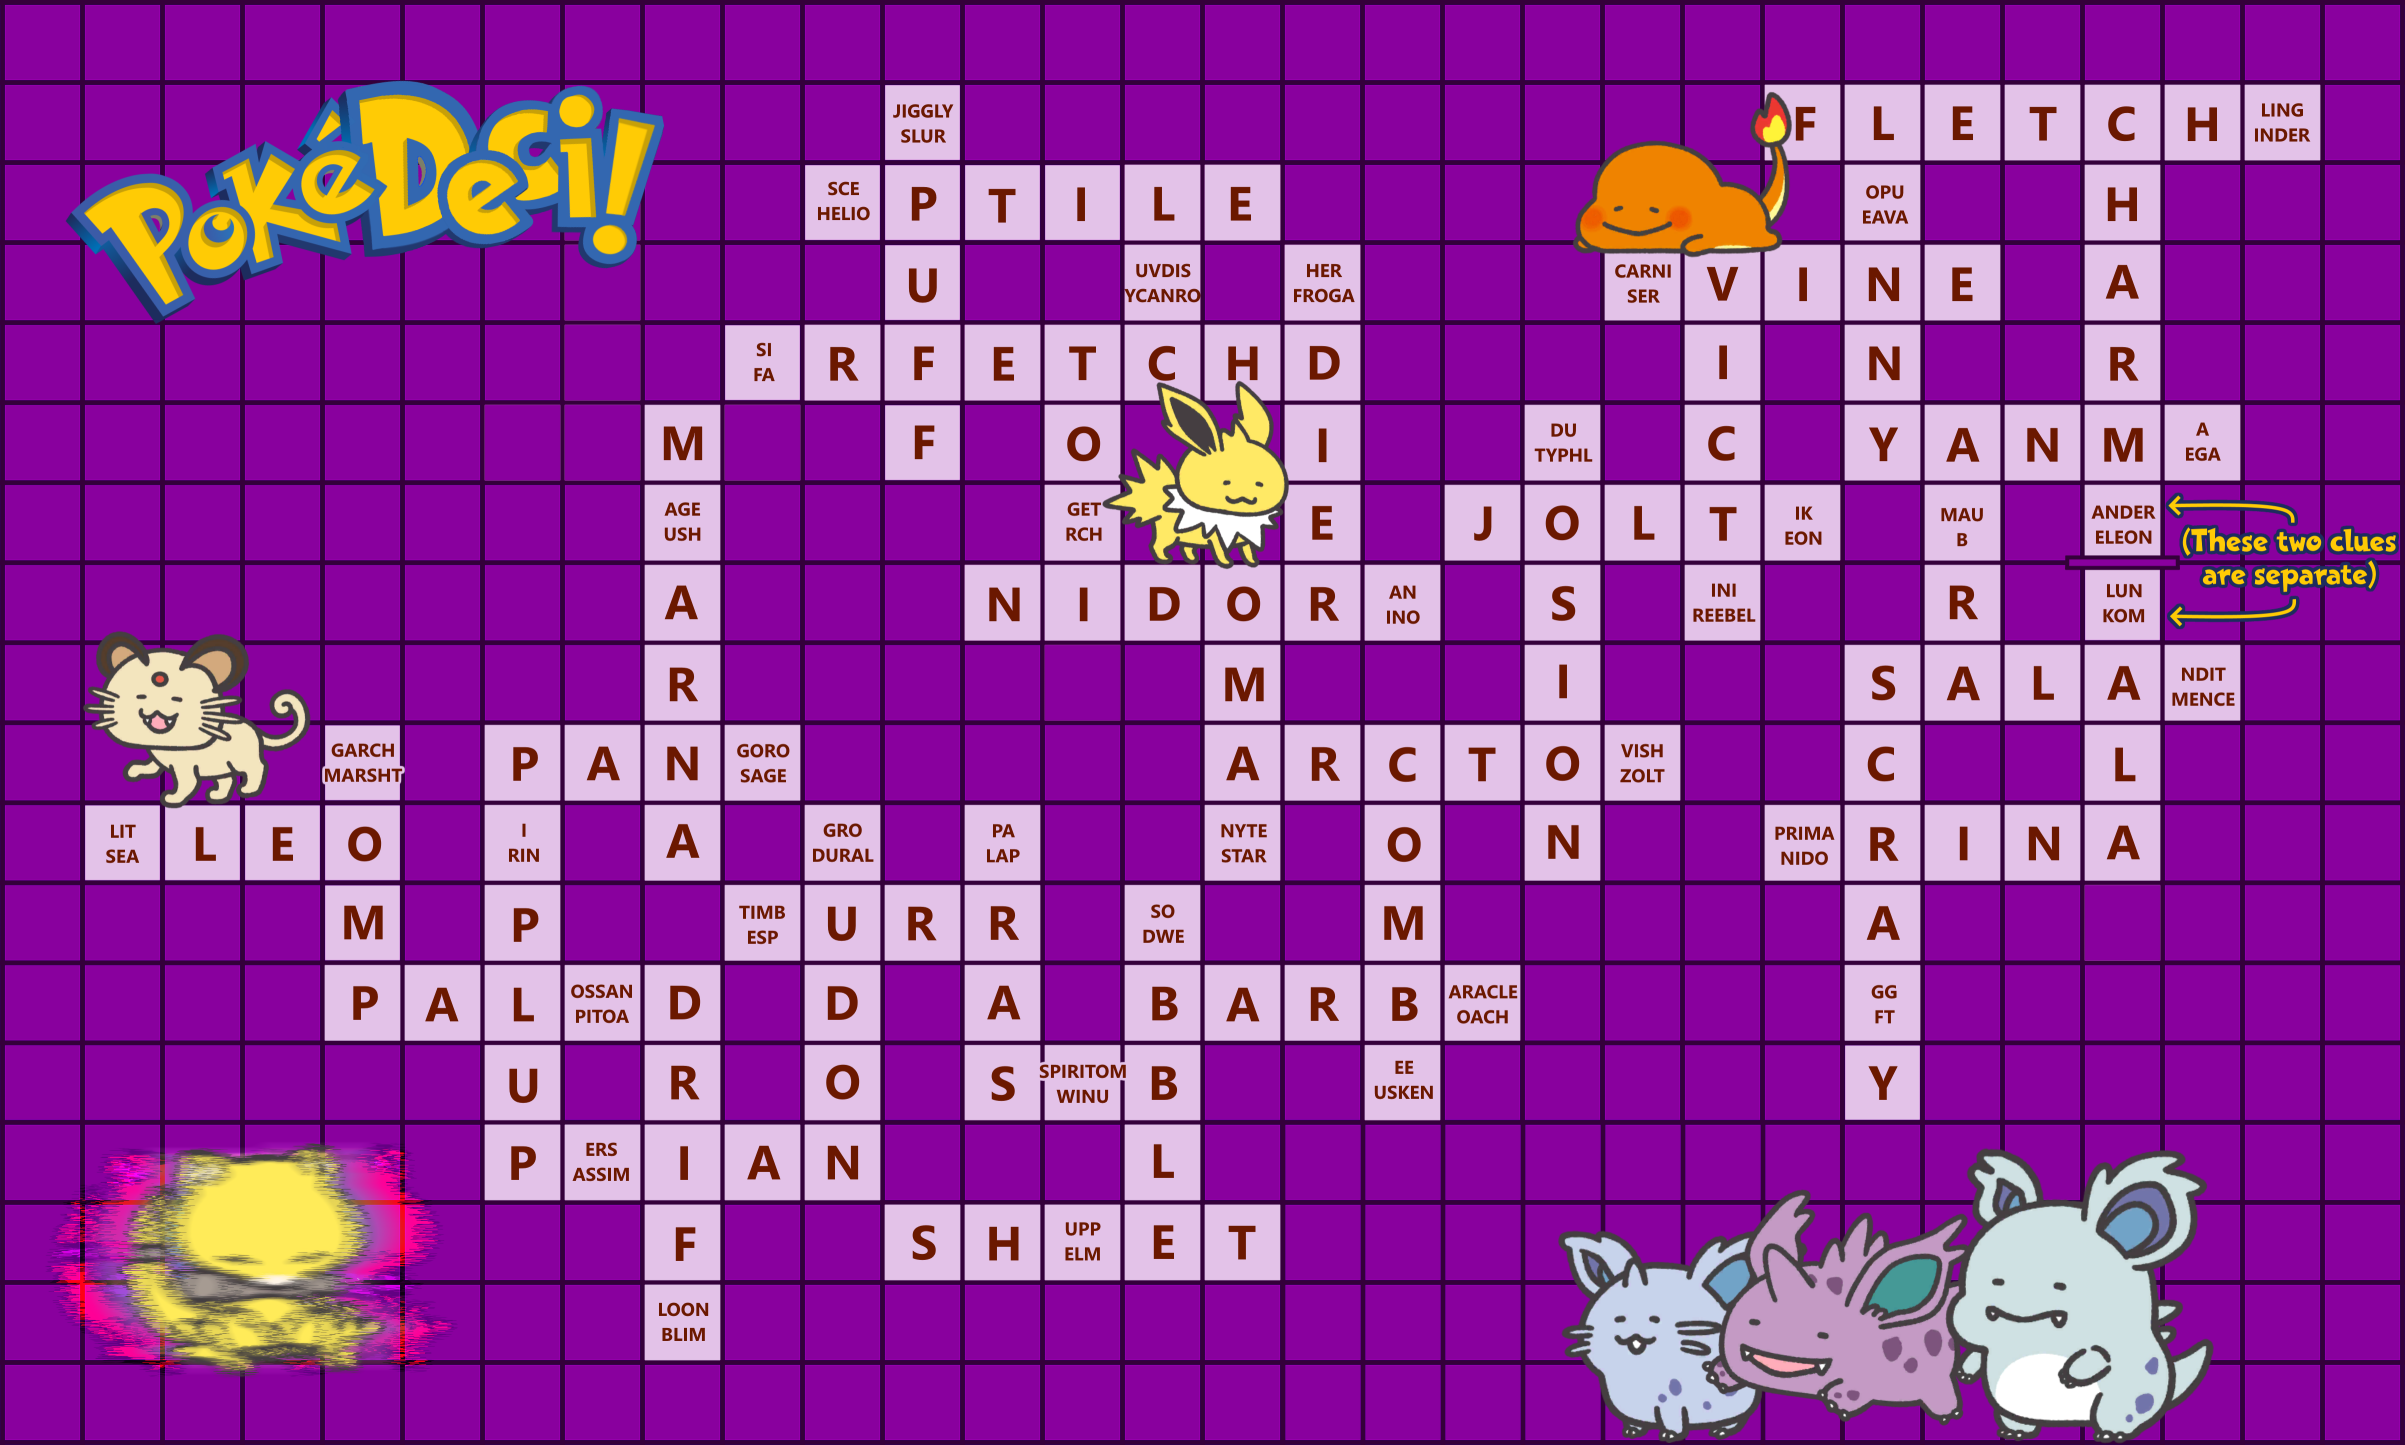 PokéDeci!
JIGGLY
SLUR
F L E T C H LING
INDER
SCE
HELIO P T I L E
OPU
EAVA
H
U
UVDIS
YCANRO
HER
FROGA
CARNI
SER V I N E
A
SI
FA R F E T C H D
I
N
R
M
F
O
I
DU
TYPHL
C
Y A N M A
EGA
AGE
USH
GET
RCH
E
J O L T IK
EON
MAU
B
ANDER
ELEON
(These two clues
are separate)
A
N I D O R AN
INO
S
INI
REEBEL
R
LUN
KOM
R
M
I
S A L A NDIT
MENCE
GARCH
MARSHT
P A N GORO
SAGE
A R C T O VISH
ZOLT
C
L
LIT
SEA L E O
I
RIN
A
GRO
DURAL
PA
LAP
NYTE
STAR
O
N
PRIMA
NIDO R I N A
M
P
TIMB
ESP U R R
SO
DWE
M
A
P A L OSSAN
PITOA D
D
A
B A R B ARACLE
OACH
GG
FT
U
R
O
S SPIRITOM
WINU B
EE
USKEN
Y
P ERS
ASSIM I A N
L
F
S H UPP
ELM E T
LOON
BLIM